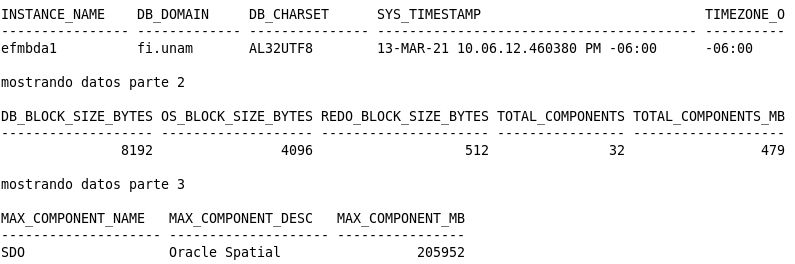 INSTANCE_NAME    DB_DOMAIN     DB_CHARSET      SYS_TIMESTAMP                            TIMEZONE_O
---------------- ------------- --------------- ---------------------------------------- ----------
efmbda1          fi.unam       AL32UTF8        13-MAR-21 10.06.12.460380 PM -06:00      -06:00
mostrando datos parte 2
DB_BLOCK_SIZE_BYTES OS_BLOCK_SIZE_BYTES REDO_BLOCK_SIZE_BYTES TOTAL_COMPONENTS TOTAL_COMPONENTS_MB
------------------- ------------------- --------------------- ---------------- -------------------
               8192                4096                   512               32                 479
mostrando datos parte 3
MAX_COMPONENT_NAME   MAX_COMPONENT_DESC   MAX_COMPONENT_MB
-------------------- -------------------- ----------------
SDO                  Oracle Spatial                 205952